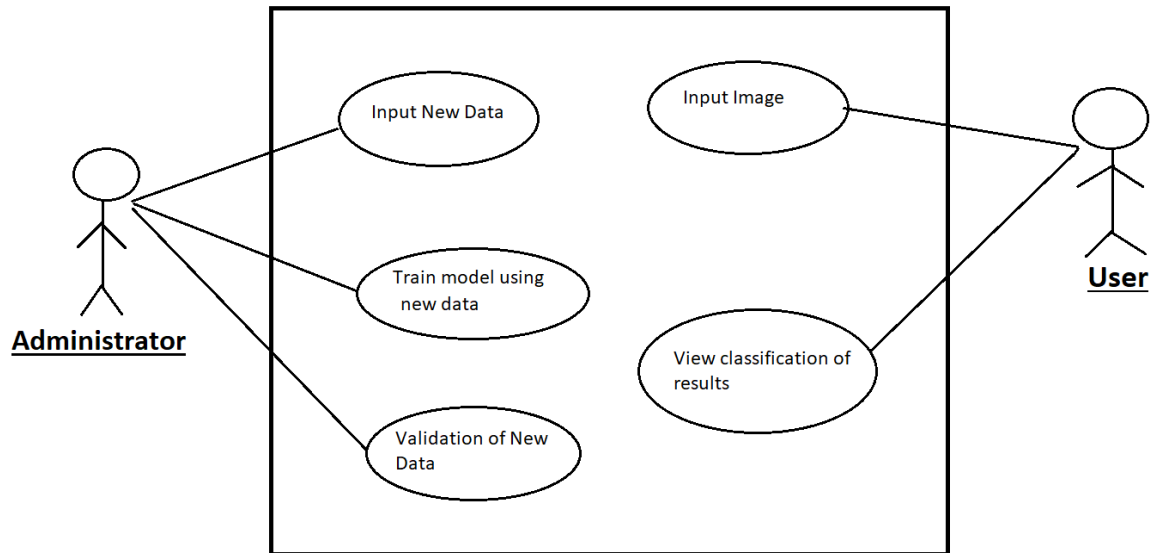 Input New Data
Input Image
Train model using
new data
User
Administrator
View classification of
results
Validation of New
Data